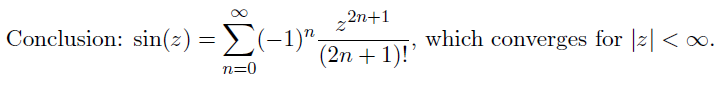 Conclusion: sin(z) = ∑_{n=0}^{∞} (−1)^n z^{2n+1}/(2n + 1)!, which converges for |z| < ∞.